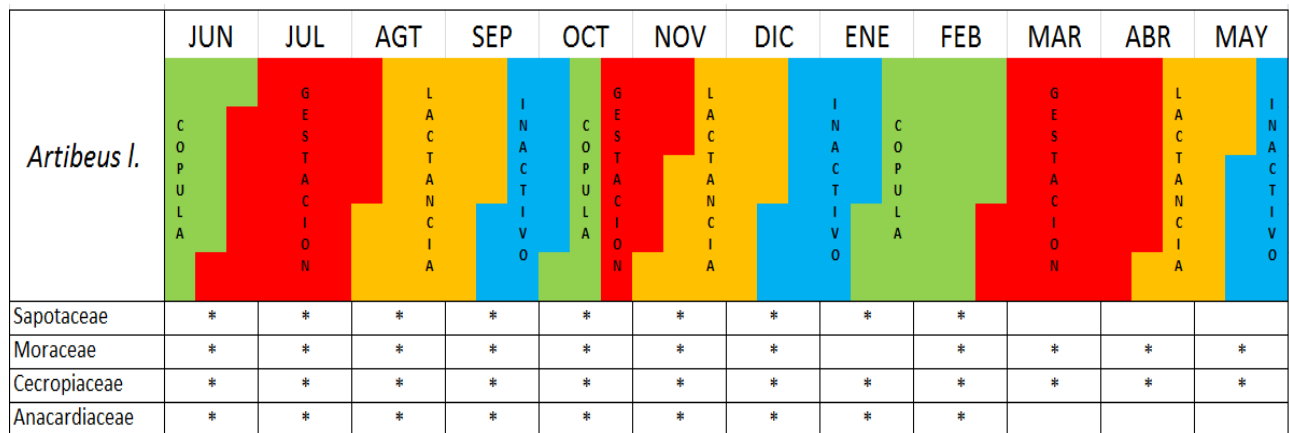 JUN JUL AGT SEP OCT NOV DIC ENE FEB MAR ABR MAY
Artibeus l.
COPULA
GESTACION
LACTANCIA
INACTIVO
COPULA
GESTACION
LACTANCIA
INACTIVO
COPULA
GESTACION
LACTANCIA
INACTIVO
Sapotaceae * * * * * * * * *
Moraceae * * * * * * * * * * *
Cecropiaceae * * * * * * * * * * * *
Anacardiaceae * * * * * * * * *